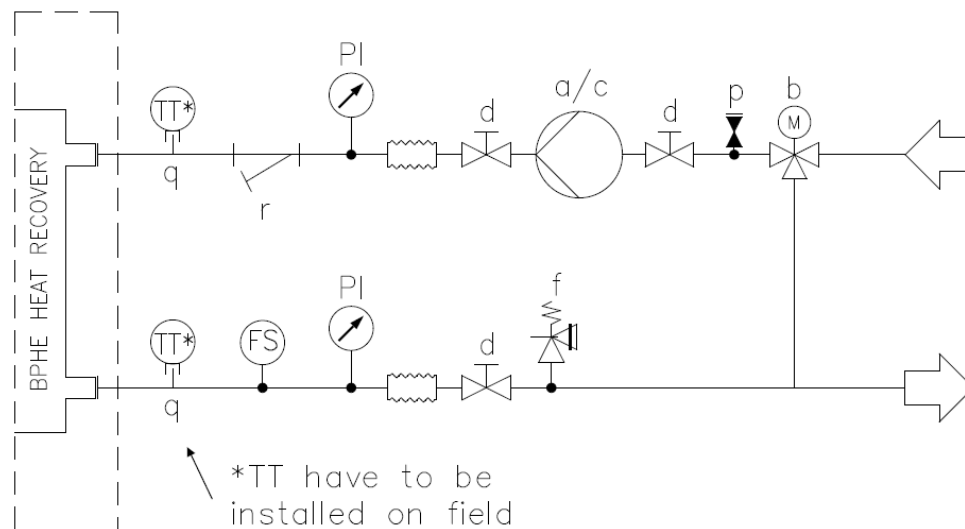 PI
a/c
b
d
d
p
TT*
M
q
r
BPHE HEAT RECOVERY
PI
f
TT*
FS
d
q
*TT have to be
installed on field